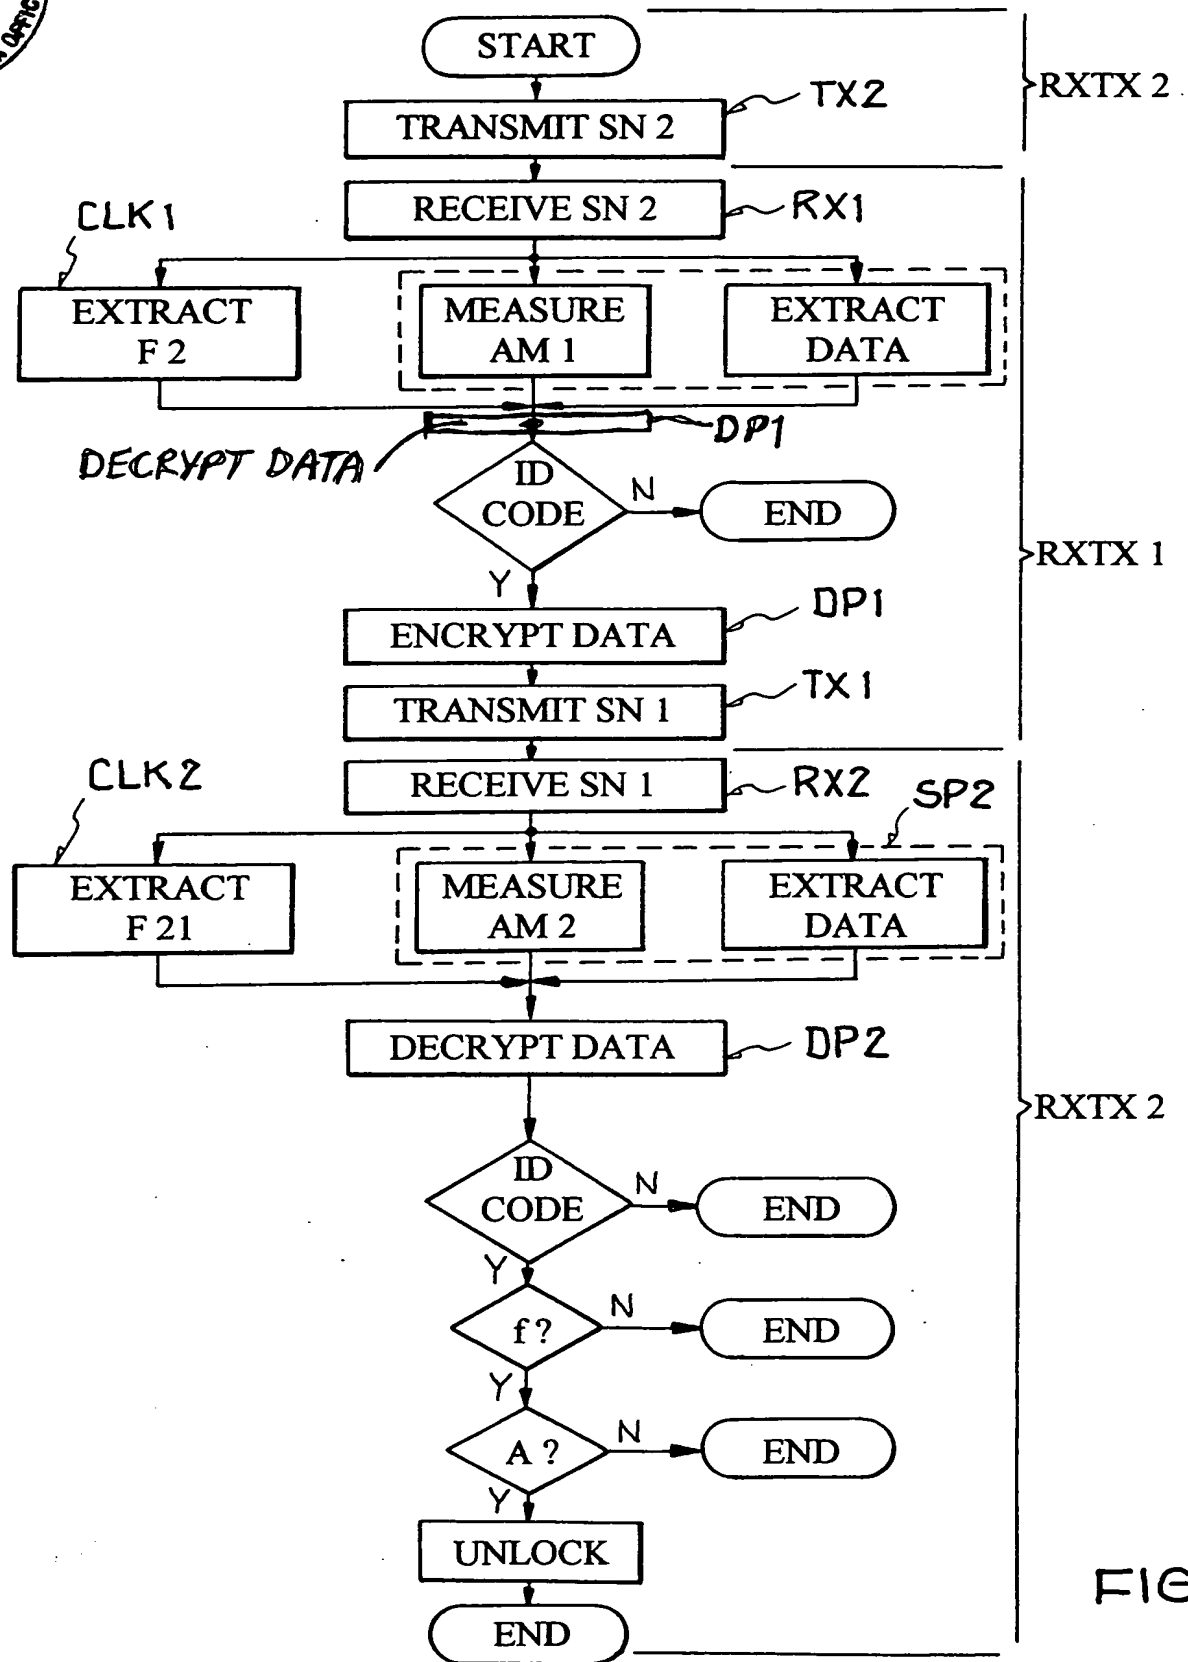 OFFIC
START
TX2
RXTX 2
TRANSMIT SN 2
RECEIVE SN 2
RX1
CLK1
EXTRACT
F 2
MEASURE
AM 1
EXTRACT
DATA
DP1
DECRYPT DATA
ID
CODE
N
END
RXTX 1
Y
DP1
ENCRYPT DATA
TX1
TRANSMIT SN 1
CLK2
RECEIVE SN 1
RX2
SP2
EXTRACT
F 21
MEASURE
AM 2
EXTRACT
DATA
DECRYPT DATA
DP2
RXTX 2
ID
CODE
N
END
Y
f ?
N
END
Y
A ?
N
END
Y
UNLOCK
END